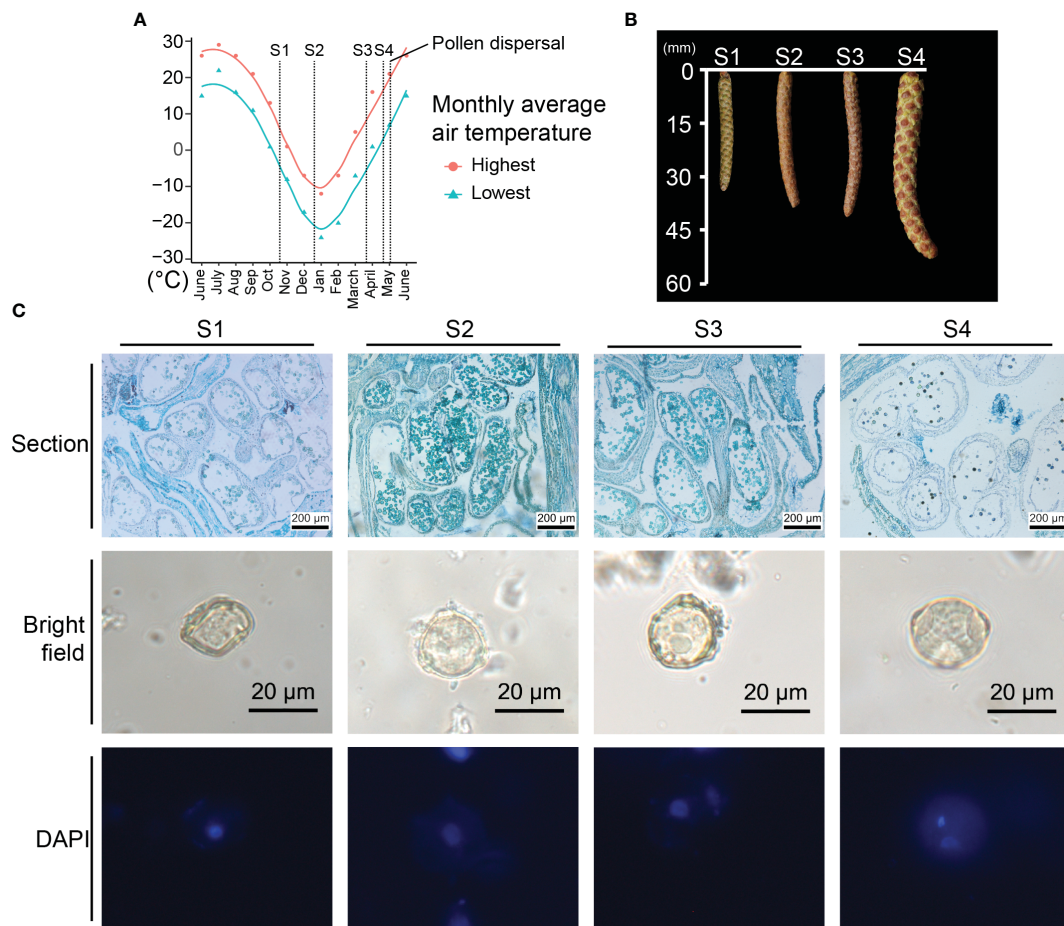 A
30
20
10
0
−10
−20
−30
(°C)
S1
S2
S3
S4
Pollen dispersal
June
July
Aug
Sep
Oct
Nov
Dec
Jan
Feb
March
April
May
June
Monthly average
air temperature
Highest
Lowest
B
(mm)
S1
S2
S3
S4
0
15
30
45
60
C
S1
S2
S3
S4
Section
200 µm
200 µm
200 µm
200 µm
Bright
field
20 µm
20 µm
20 µm
20 µm
DAPI